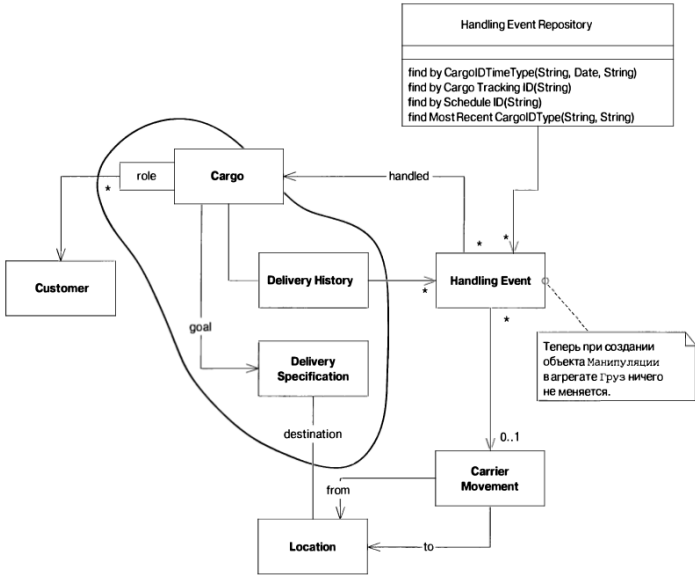 Handling Event Repository
find by CargoIDTimeType(String, Date, String)
find by Cargo Tracking ID(String)
find by Schedule ID(String)
find Most Recent CargoIDType(String, String)
role
*
Cargo
handled
Customer
Delivery History
*
*
*
Handling Event
*
goal
Delivery
Specification
Теперь при создании
объекта Манипуляции
в агрегате Груз ничего
не меняется.
destination
0..1
Carrier
Movement
from
Location
to